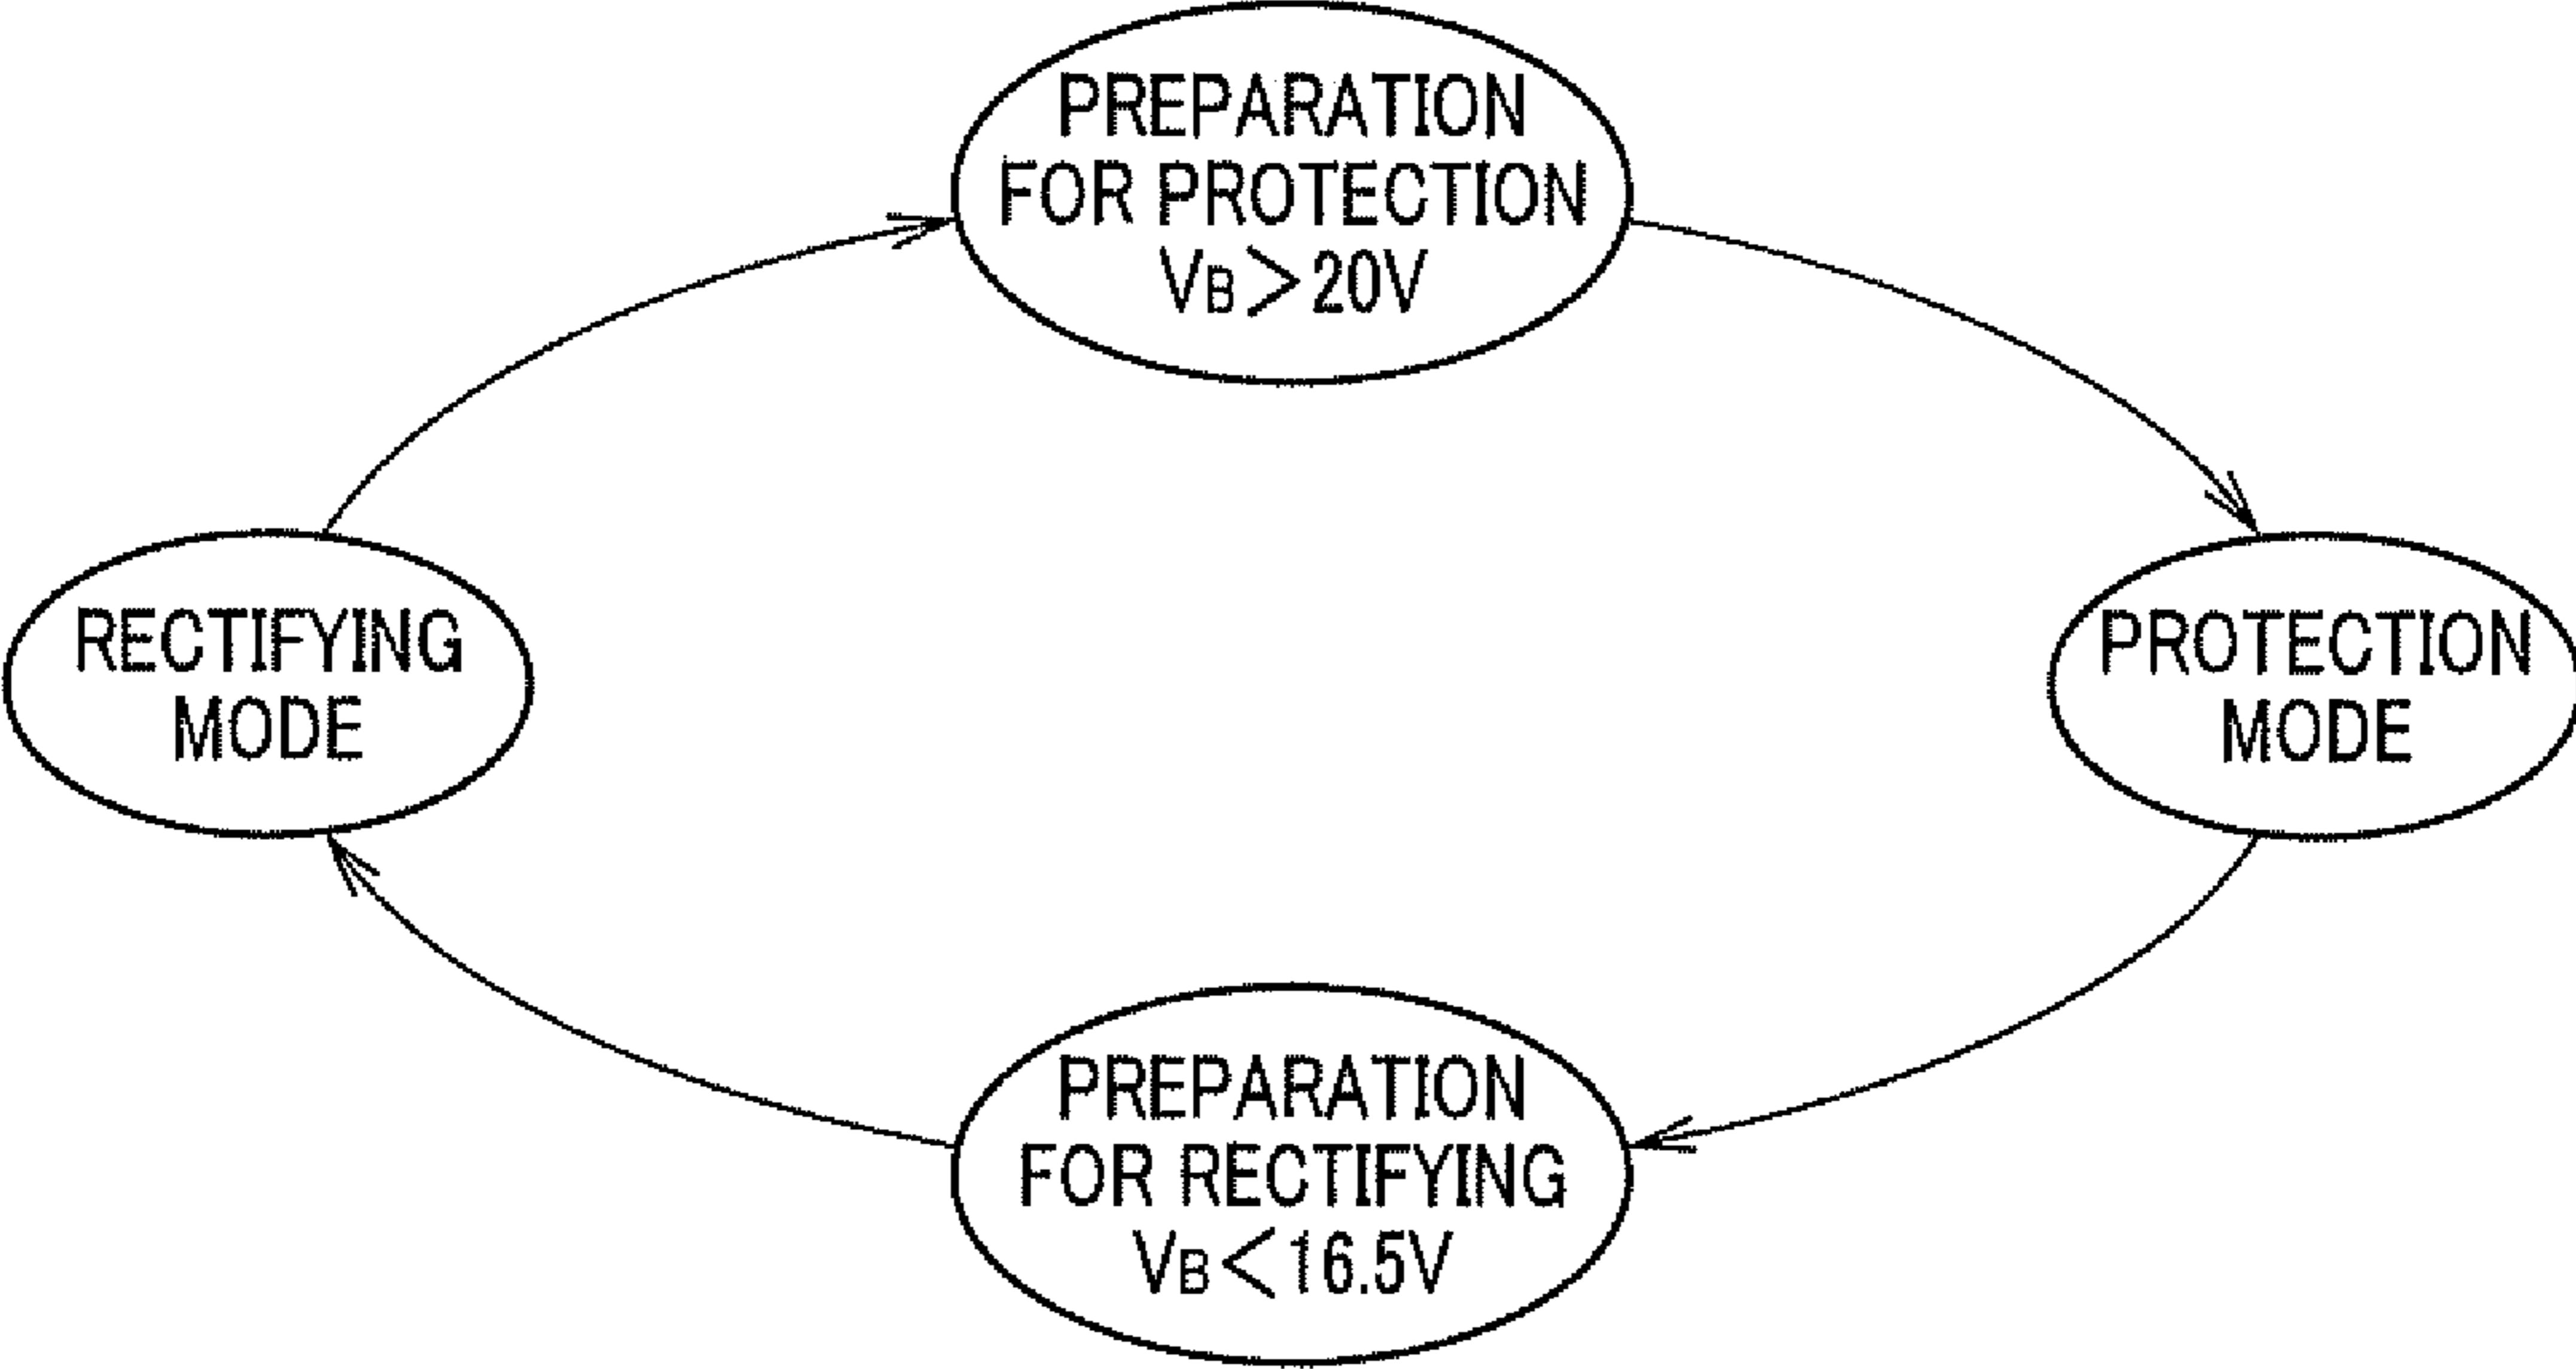 PREPARATION
FOR PROTECTION
VB>20V
RECTIFYING
MODE
PROTECTION
MODE
PREPARATION
FOR RECTIFYING
VB<16.5V